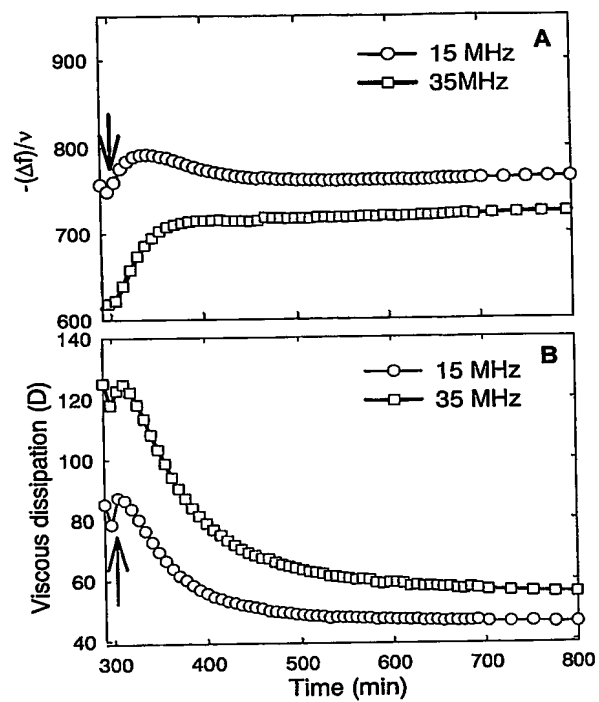 A
15 MHz
35MHz
900
800
700
600
-(Δf)/ν
B
15 MHz
35 MHz
140
120
100
80
60
40
Viscous dissipation (D)
300 400 500 600 700 800
Time (min)